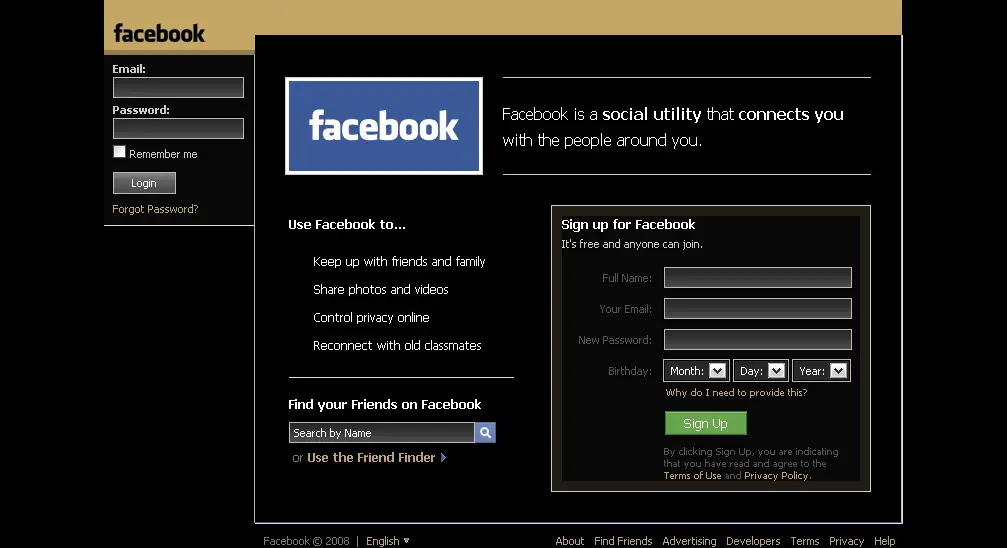 facebook
Email:
Password:
Remember me
Login
Forgot Password?
facebook
Facebook is a social utility that connects you
with the people around you.
Use Facebook to...
Keep up with friends and family
Share photos and videos
Control privacy online
Reconnect with old classmates
Find your Friends on Facebook
Search by Name
or Use the Friend Finder
Sign up for Facebook
It's free and anyone can join.
Full Name:
Your Email:
New Password:
Birthday: Month: Day: Year:
Why do I need to provide this?
Sign Up
By clicking Sign Up, you are indicating
that you have read and agree to the
Terms of Use and Privacy Policy.
Facebook © 2008 | English
About Find Friends Advertising Developers Terms Privacy Help